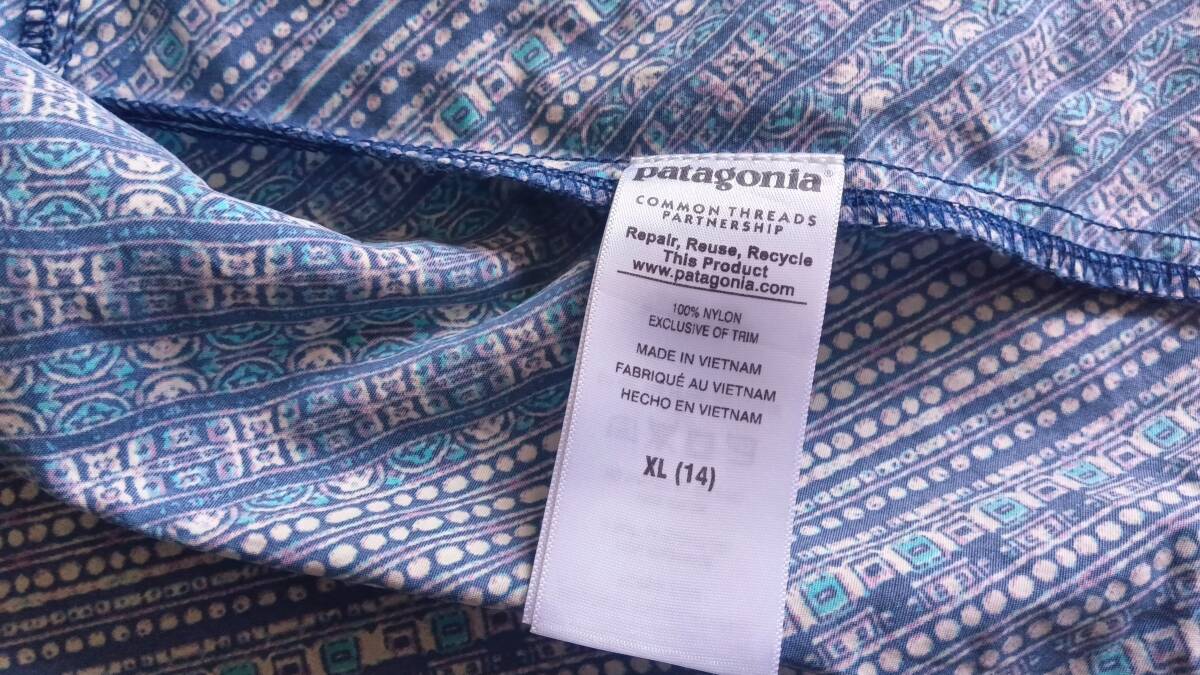 patagonia®
COMMON THREADS
PARTNERSHIP
Repair, Reuse, Recycle
This Product
www.patagonia.com
100% NYLON
EXCLUSIVE OF TRIM
MADE IN VIETNAM
FABRIQUÉ AU VIETNAM
HECHO EN VIETNAM
XL (14)